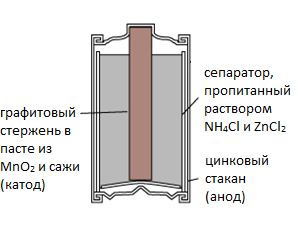 графитовый
стержень в
пасте из
MnO₂ и сажи
(катод)
сепаратор,
пропитанный
раствором
NH₄Cl и ZnCl₂
цинковый
стакан
(анод)